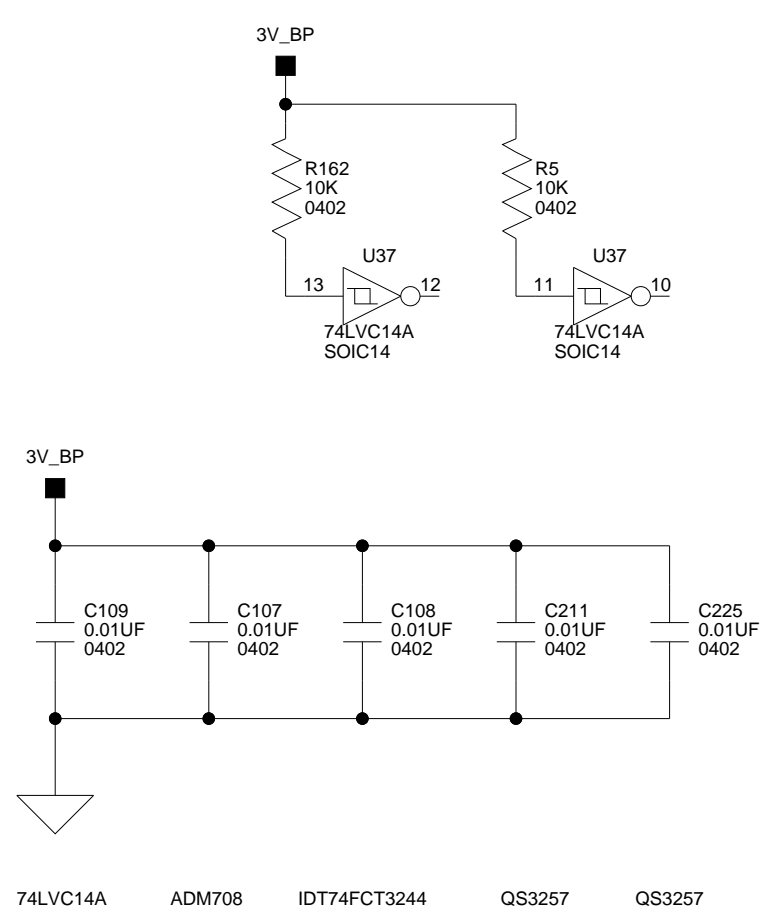 3V_BP
R162
10K
0402
R5
10K
0402
U37
13
12
74LVC14A
SOIC14
U37
11
10
74LVC14A
SOIC14
3V_BP
C109
0.01UF
0402
C107
0.01UF
0402
C108
0.01UF
0402
C211
0.01UF
0402
C225
0.01UF
0402
74LVC14A
ADM708
IDT74FCT3244
QS3257
QS3257